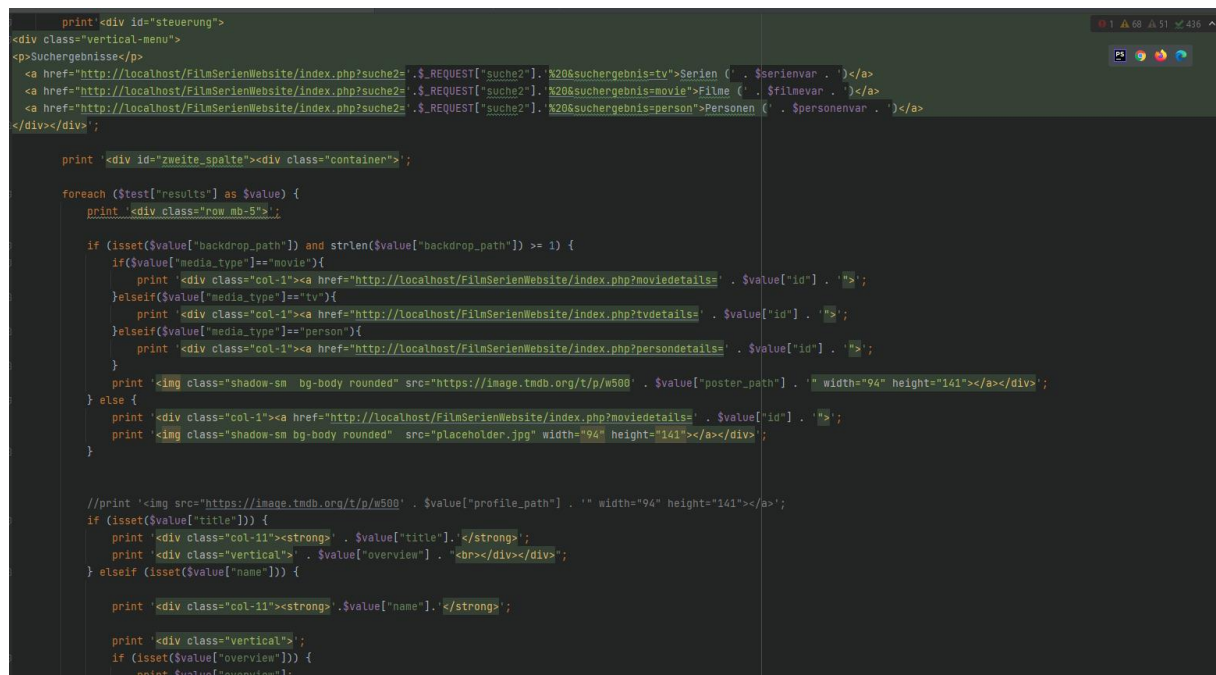 print'<div id="steuerung">
1 68 51 436
<div class="vertical-menu">
<p>Suchergebnisse</p>
PS
<a href="http://localhost/FilmSerienWebsite/index.php?suche2='.$_REQUEST["suche2"].'%20&suchergebnis=tv">Serien (' . $serienvar . ')</a>
<a href="http://localhost/FilmSerienWebsite/index.php?suche2='.$_REQUEST["suche2"].'%20&suchergebnis=movie">Filme (' . $filmevar . ')</a>
<a href="http://localhost/FilmSerienWebsite/index.php?suche2='.$_REQUEST["suche2"].'%20&suchergebnis=person">Personen (' . $personenvar . ')</a>
</div></div>';
print '<div id="zweite_spalte"><div class="container">';
foreach ($test["results"] as $value) {
print '<div class="row mb-5">';
if (isset($value["backdrop_path"]) and strlen($value["backdrop_path"]) >= 1) {
if($value["media_type"]=="movie"){
print '<div class="col-1"><a href="http://localhost/FilmSerienWebsite/index.php?moviedetails=' . $value["id"] . '">';
}elseif($value["media_type"]=="tv"){
print '<div class="col-1"><a href="http://localhost/FilmSerienWebsite/index.php?tvdetails=' . $value["id"] . '">';
}elseif($value["media_type"]=="person"){
print '<div class="col-1"><a href="http://localhost/FilmSerienWebsite/index.php?persondetails=' . $value["id"] . '">';
}
print '<img class="shadow-sm  bg-body rounded" src="https://image.tmdb.org/t/p/w500' . $value["poster_path"] . '" width="94" height="141"></a></div>';
} else {
print '<div class="col-1"><a href="http://localhost/FilmSerienWebsite/index.php?moviedetails=' . $value["id"] . '">';
print '<img class="shadow-sm bg-body rounded"  src="placeholder.jpg" width="94" height="141"></a></div>';
}
//print '<img src="https://image.tmdb.org/t/p/w500' . $value["profile_path"] . '" width="94" height="141"></a>';
if (isset($value["title"])) {
print '<div class="col-11"><strong>' . $value["title"].'</strong>';
print '<div class="vertical">' . $value["overview"] . "<br></div></div>";
} elseif (isset($value["name"])) {
print '<div class="col-11"><strong>'.$value["name"].'</strong>';
print '<div class="vertical">';
if (isset($value["overview"])) {
print $value["overview"];